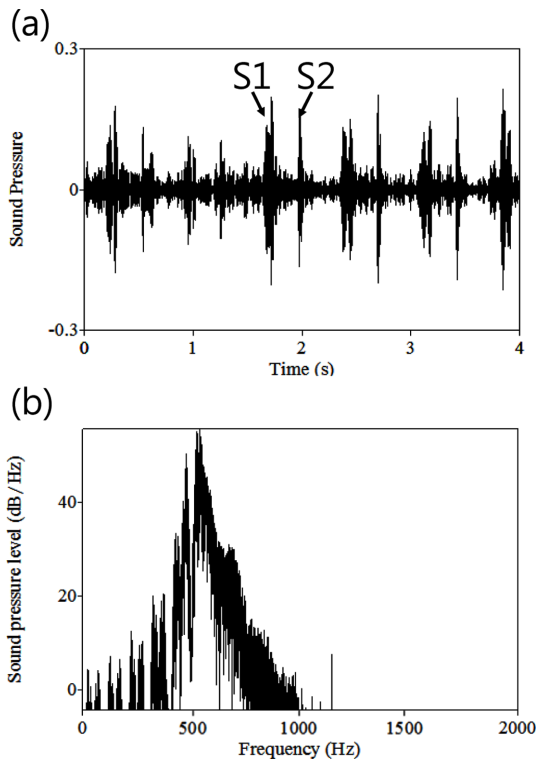 (a)
0.3
S1 S2
Sound Pressure
0
-0.3
0 1 2 3 4
Time (s)
(b)
Sound pressure level (dB / Hz)
40
20
0
0 500 1000 1500 2000
Frequency (Hz)